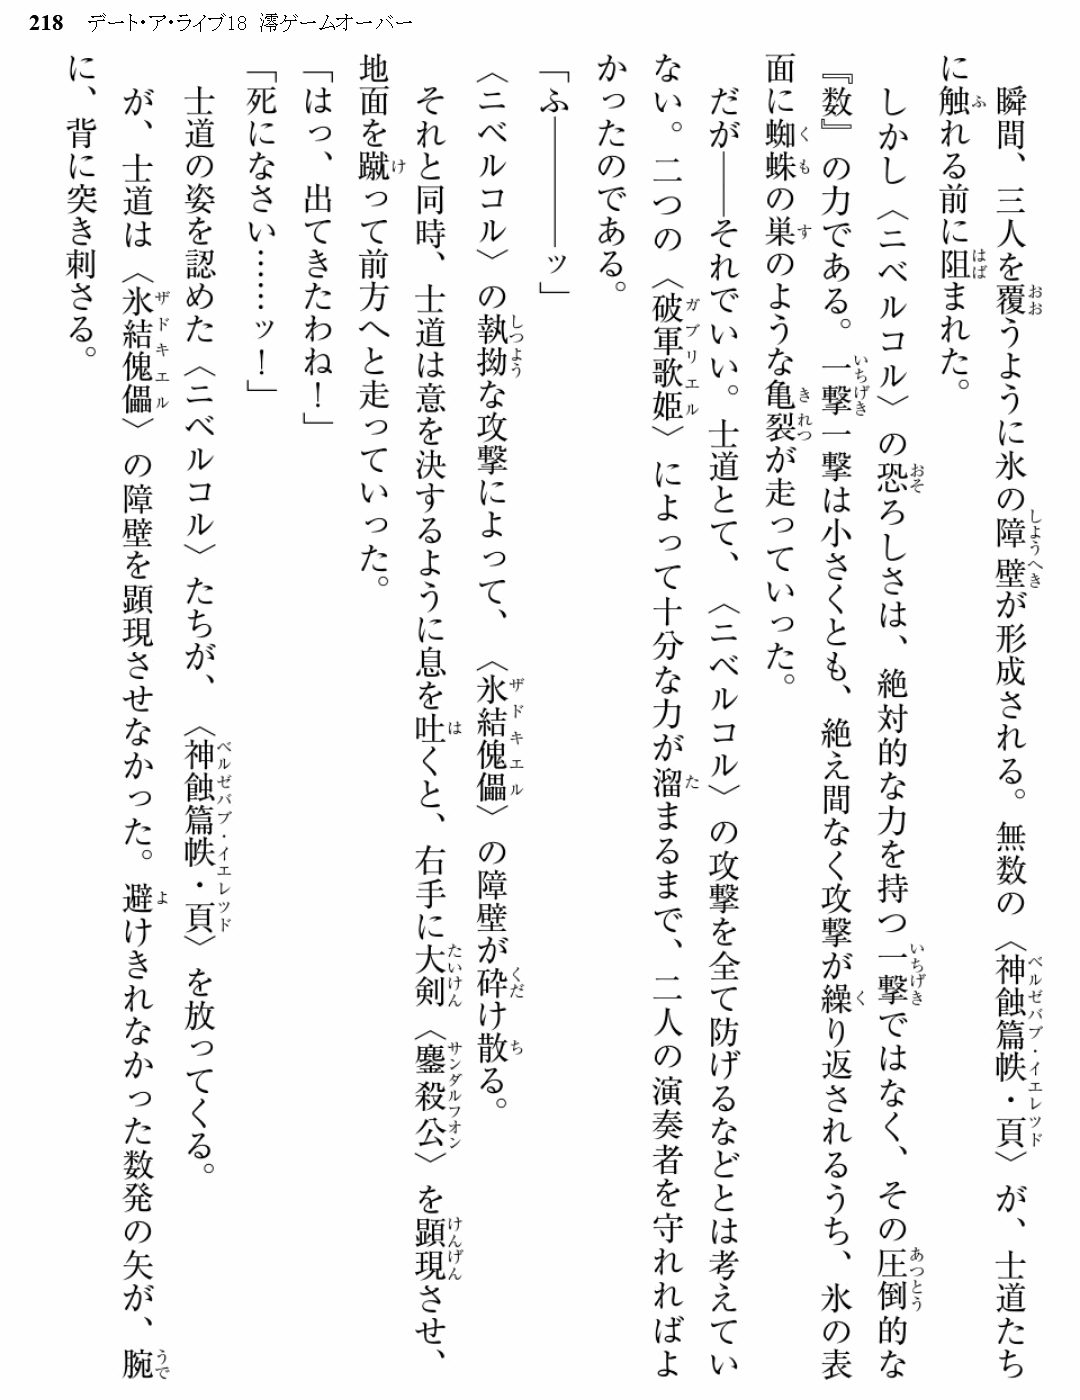 218 デート・ア・ライブ18 澪ゲームオーバー
瞬間、三人を覆うように氷の障壁が形成される。無数の〈神蝕篇帙・頁〉が、士道たち
に触れる前に阻まれた。
しかし〈ニベルコル〉の恐ろしさは、絶対的な力を持つ一撃ではなく、その圧倒的な
『数』の力である。一撃一撃は小さくとも、絶え間なく攻撃が繰り返されるうち、氷の表
面に蜘蛛の巣のような亀裂が走っていった。
だが——それでいい。士道とて、〈ニベルコル〉の攻撃を全て防げるなどとは考えてい
ない。二つの〈破軍歌姫〉によって十分な力が溜まるまで、二人の演奏者を守れればよ
かったのである。
「ふ————ッ」
〈ニベルコル〉の執拗な攻撃によって、〈氷結傀儡〉の障壁が砕け散る。
それと同時、士道は意を決するように息を吐くと、右手に大剣〈鏖殺公〉を顕現させ、
地面を蹴って前方へと走っていった。
「はっ、出てきたわね！」
「死になさい……ッ！」
士道の姿を認めた〈ニベルコル〉たちが、〈神蝕篇帙・頁〉を放ってくる。
が、士道は〈氷結傀儡〉の障壁を顕現させなかった。避けきれなかった数発の矢が、腕
に、背に突き刺さる。